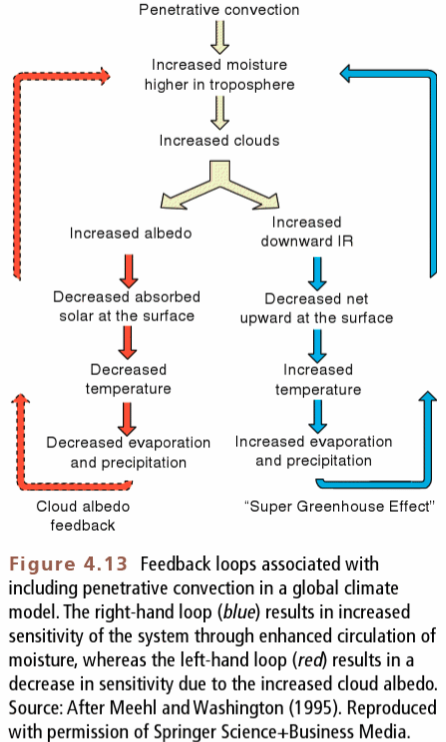 Penetrative convection
Increased moisture
higher in troposphere
Increased clouds
Increased albedo
Decreased absorbed
solar at the surface
Decreased
temperature
Decreased evaporation
and precipitation
Cloud albedo
feedback
Increased
downward IR
Decreased net
upward at the surface
Increased
temperature
Increased evaporation
and precipitation
“Super Greenhouse Effect”
Figure 4.13 Feedback loops associated with
including penetrative convection in a global climate
model. The right-hand loop (blue) results in increased
sensitivity of the system through enhanced circulation of
moisture, whereas the left-hand loop (red) results in a
decrease in sensitivity due to the increased cloud albedo.
Source: After Meehl and Washington (1995). Reproduced
with permission of Springer Science+Business Media.